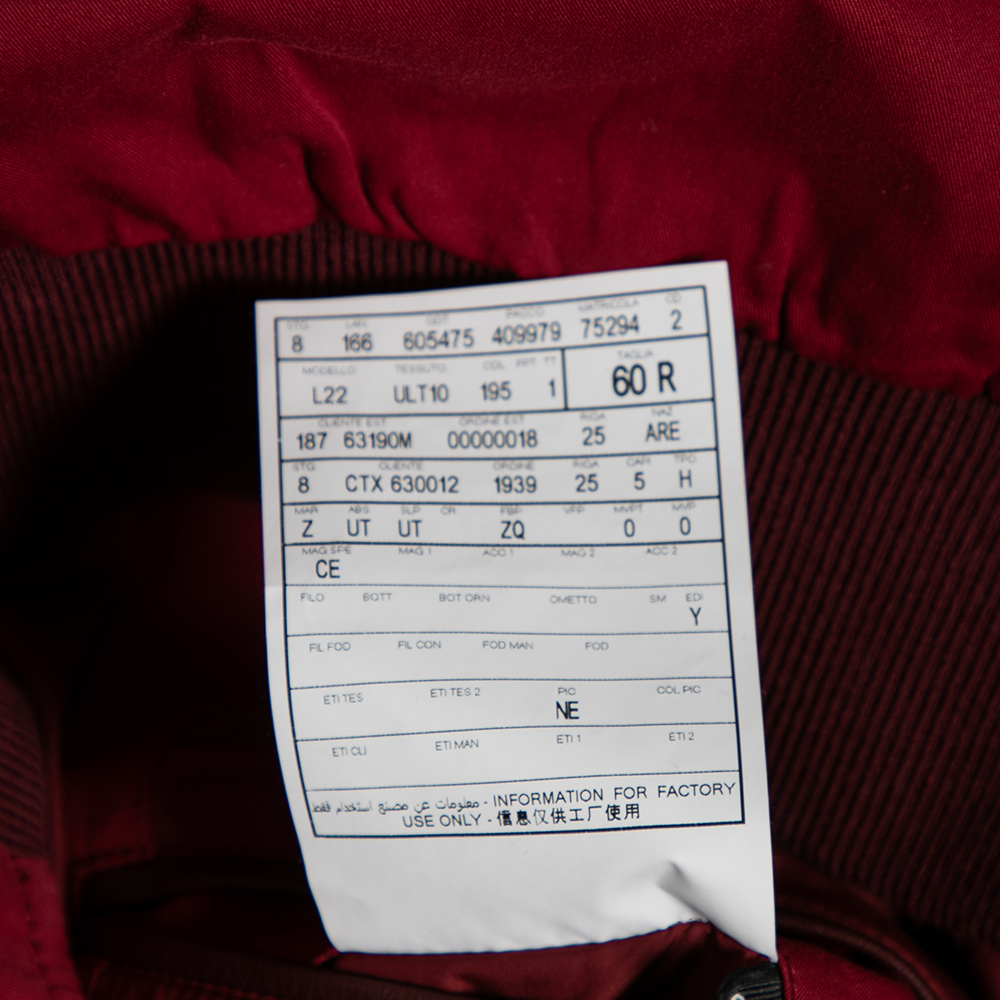 STG LAN GDT PACCO MATRICOLA CD
8 166 605475 409979 75294 2
MODELLO TESSUTO COL FPT TT TAGLIA
L22 ULT10 195 1 60 R
CLIENTE EST ORDINE EST RIGA NAZ
187 63190M 00000018 25 ARE
STG CLIENTE ORDINE RIGA CAPI TPO
8 CTX 630012 1939 25 5 H
MAR ABS SLP CR FBP VFP MVPT MVP
Z UT UT ZQ 0 0
MAG SPE MAG 1 ACC 1 MAG 2 ACC 2
CE
FILO BOTT BOT ORN OMETTO SM EDI
Y
FIL FOD FIL CON FOD MAN FOD
ETI TES ETI TES 2 PIC COL PIC
NE
ETI CLI ETI MAN ETI 1 ETI 2
معلومات عن مصنع استخدام فقط - INFORMATION FOR FACTORY
USE ONLY - 信息仅供工厂使用